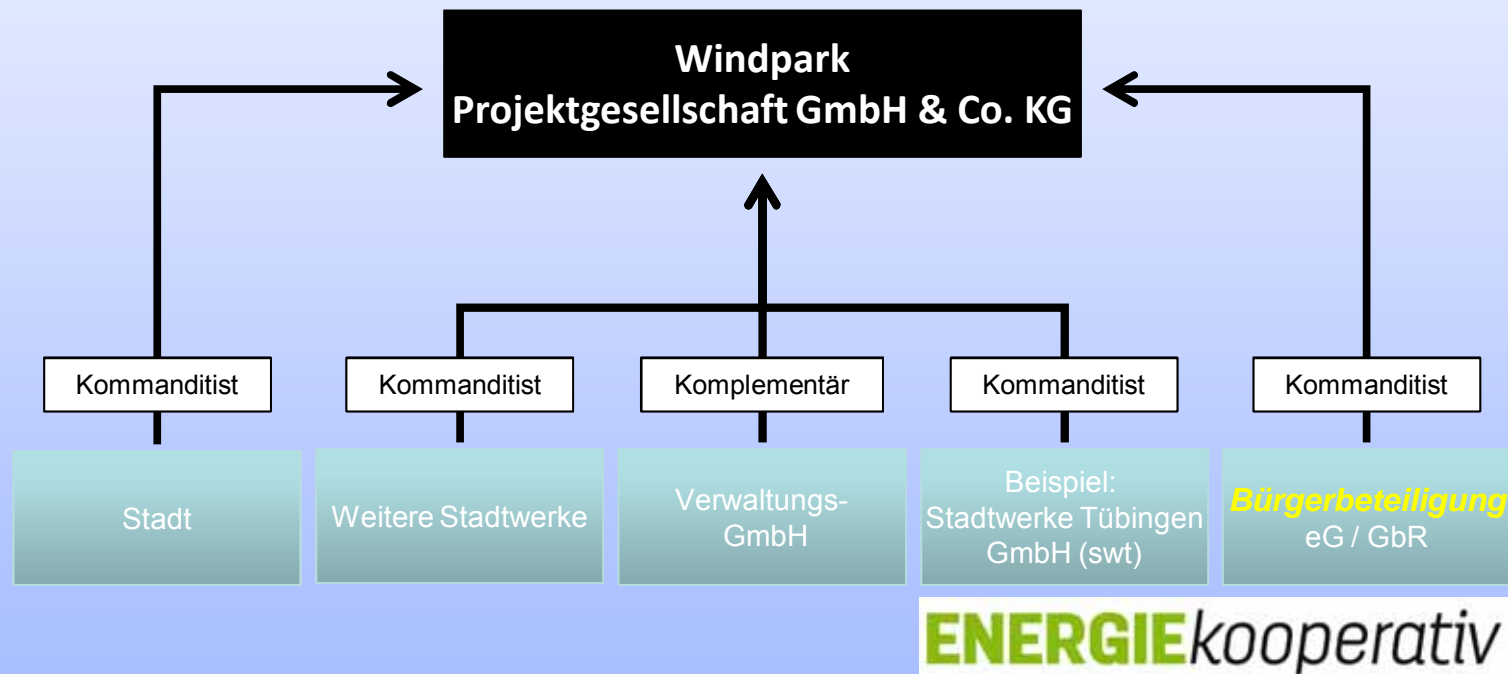 Windpark
Projektgesellschaft GmbH & Co. KG
Kommanditist
Kommanditist
Komplementär
Kommanditist
Kommanditist
Stadt
Weitere Stadtwerke
Verwaltungs-
GmbH
Beispiel:
Stadtwerke Tübingen
GmbH (swt)
Bürgerbeteiligung
eG / GbR
ENERGIEkooperativ